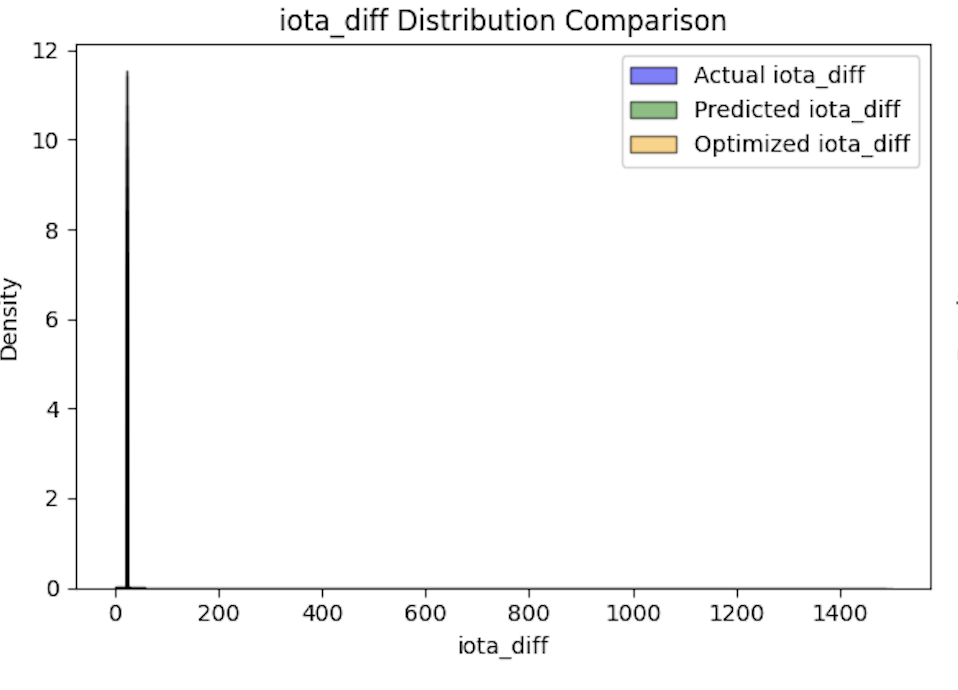 iota_diff Distribution Comparison
12
10
8
6
4
2
0
Density
Actual iota_diff
Predicted iota_diff
Optimized iota_diff
0 200 400 600 800 1000 1200 1400
iota_diff